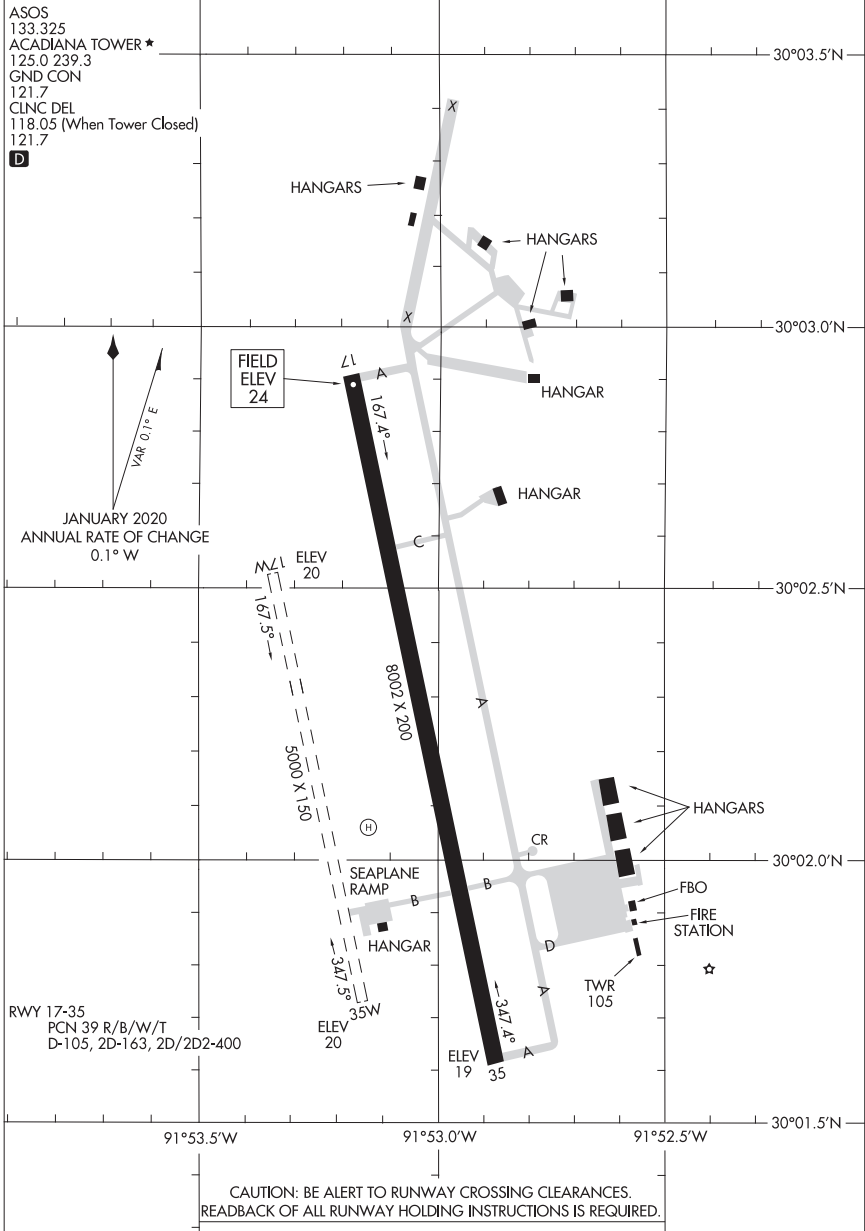 ASOS
133.325
ACADIANA TOWER ★
125.0 239.3
GND CON
121.7
CLNC DEL
118.05 (When Tower Closed)
121.7
D
30°03.5'N
X
HANGARS
HANGARS
X
30°03.0'N
FIELD
ELEV
24
17
A
167.4°
HANGAR
VAR 0.1° E
HANGAR
JANUARY 2020
ANNUAL RATE OF CHANGE
0.1° W
C
17W
ELEV
20
30°02.5'N
167.5°
8002 X 200
A
5000 X 150
HANGARS
H
CR
30°02.0'N
SEAPLANE
RAMP
B
B
FBO
FIRE
STATION
HANGAR
D
TWR
105
347.5°
A
347.4°
35W
ELEV
20
RWY 17-35
PCN 39 R/B/W/T
D-105, 2D-163, 2D/2D2-400
A
ELEV
19
35
30°01.5'N
91°53.5'W
91°53.0'W
91°52.5'W
CAUTION: BE ALERT TO RUNWAY CROSSING CLEARANCES.
READBACK OF ALL RUNWAY HOLDING INSTRUCTIONS IS REQUIRED.